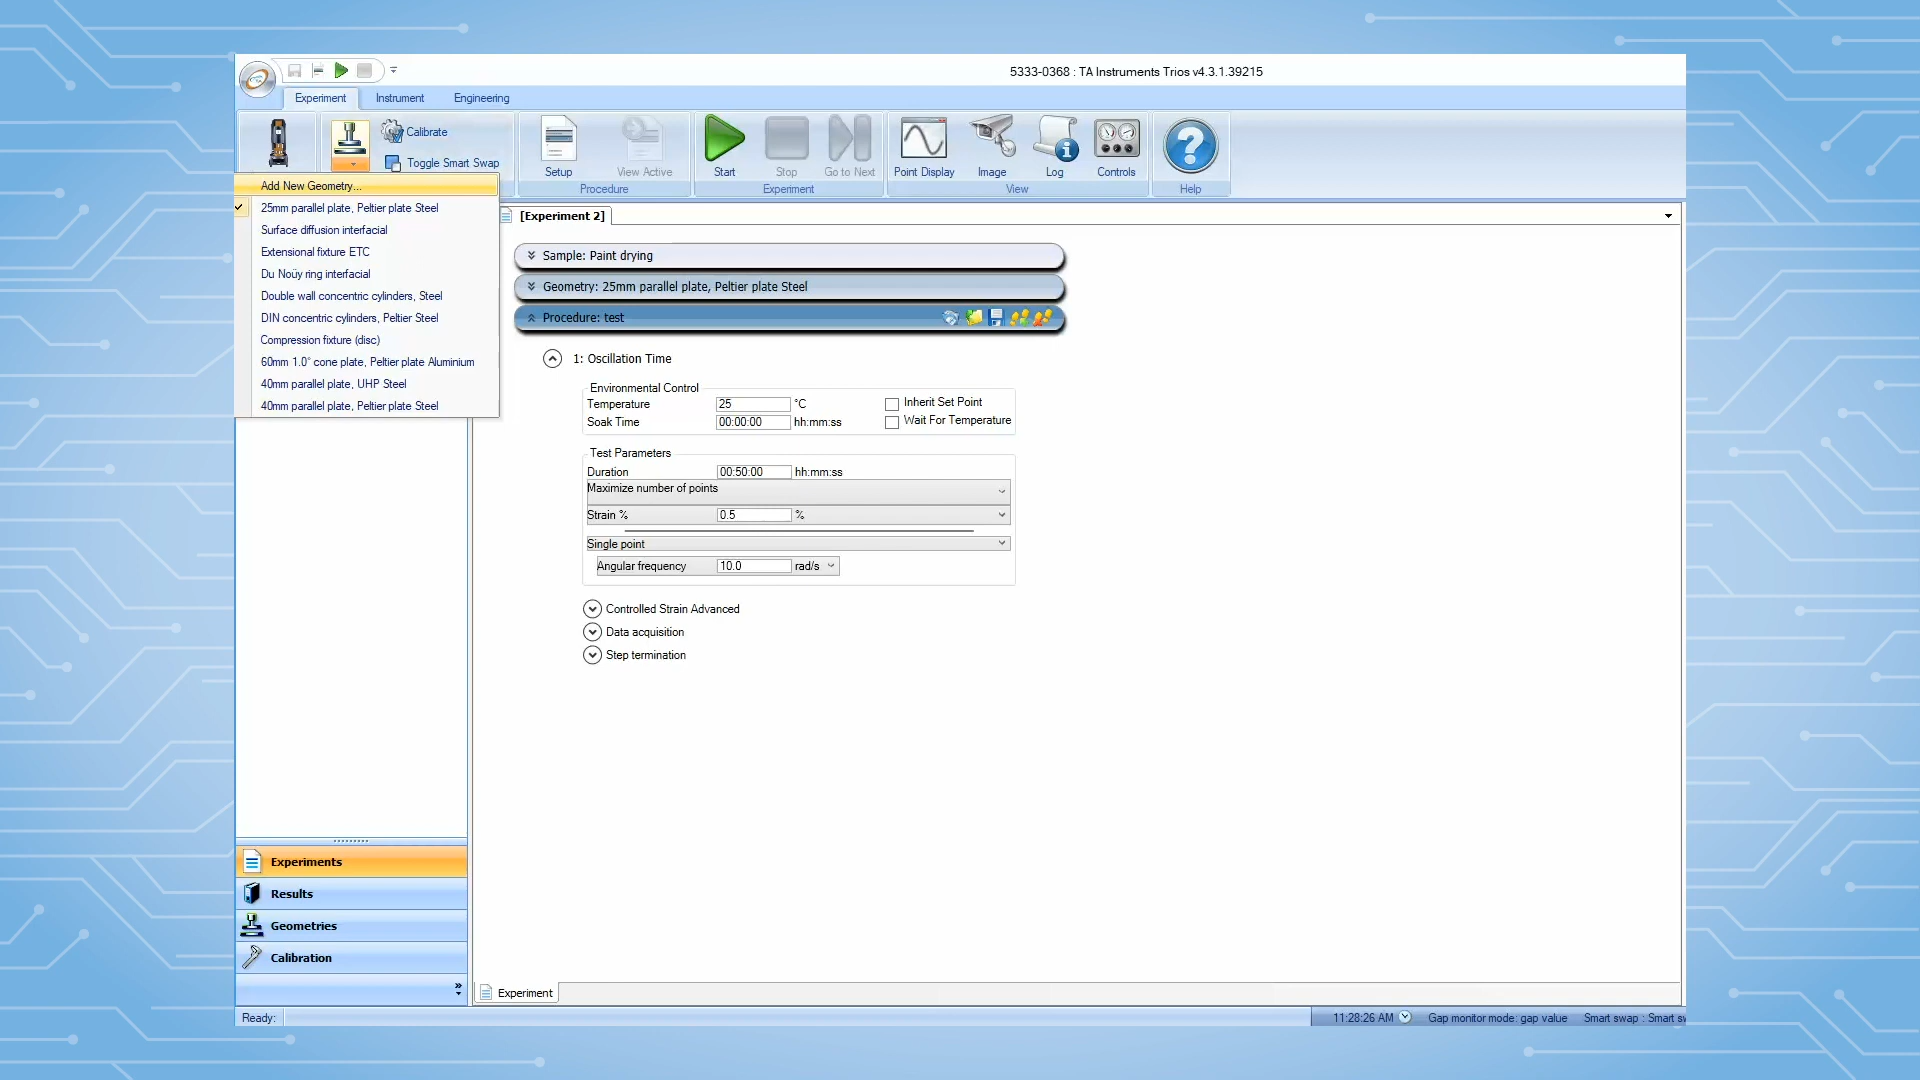 5333-0368 : TA Instruments Trios v4.3.1.39215
Experiment Instrument Engineering
Calibrate
Toggle Smart Swap
Setup View Active
Procedure
Start Stop Go to Next
Experiment
Point Display Image Log Controls
View
Help
Add New Geometry...
25mm parallel plate, Peltier plate Steel
Surface diffusion interfacial
Extensional fixture ETC
Du Noüy ring interfacial
Double wall concentric cylinders, Steel
DIN concentric cylinders, Peltier Steel
Compression fixture (disc)
60mm 1.0° cone plate, Peltier plate Aluminium
40mm parallel plate, UHP Steel
40mm parallel plate, Peltier plate Steel
[Experiment 2]
Sample: Paint drying
Geometry: 25mm parallel plate, Peltier plate Steel
Procedure: test
1: Oscillation Time
Environmental Control
Temperature 25 °C Inherit Set Point
Soak Time 00:00:00 hh:mm:ss Wait For Temperature
Test Parameters
Duration 00:50:00 hh:mm:ss
Maximize number of points
Strain % 0.5 %
Single point
Angular frequency 10.0 rad/s
Controlled Strain Advanced
Data acquisition
Step termination
Experiments
Results
Geometries
Calibration
Experiment
Ready: 11:28:26 AM Gap monitor mode: gap value Smart swap : Smart